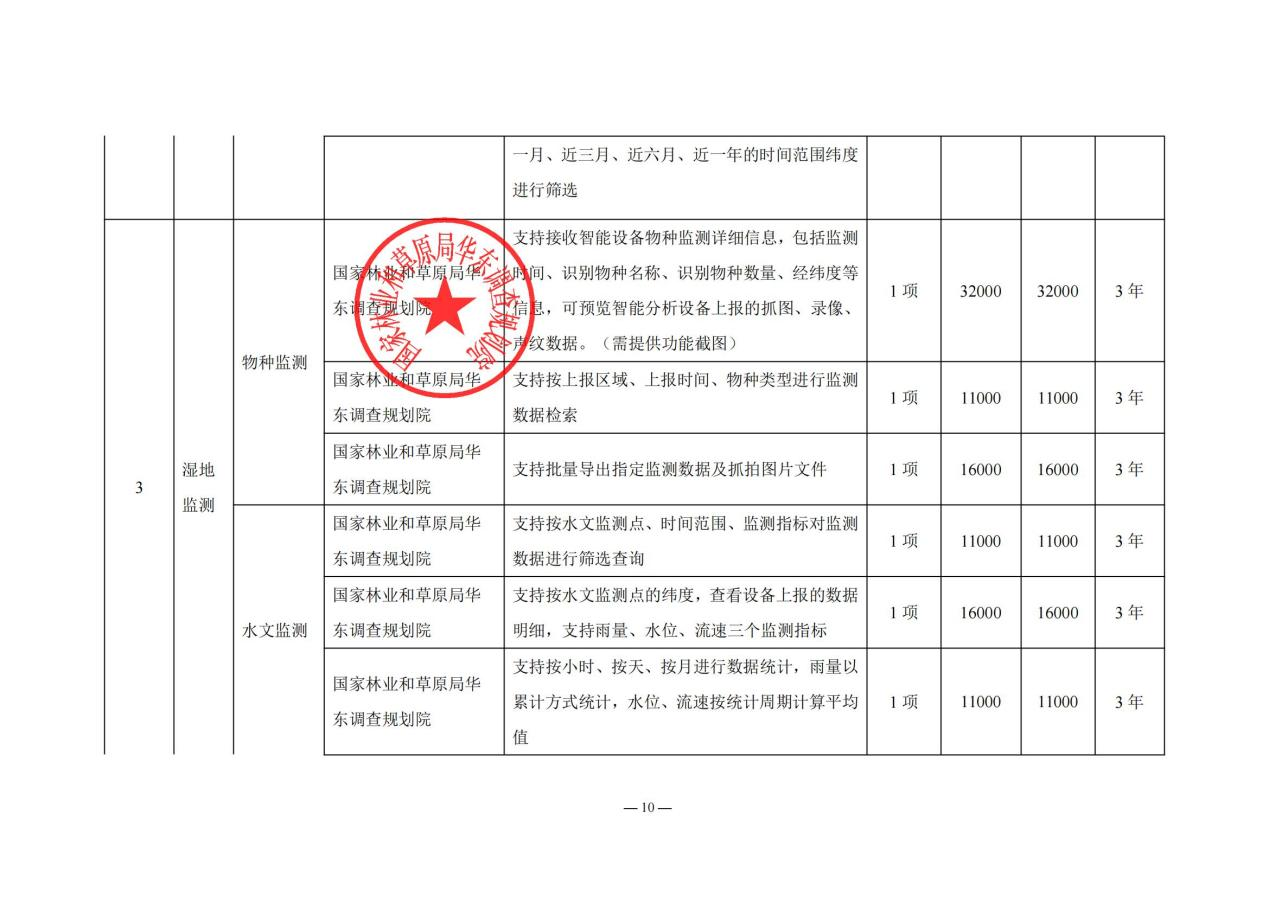 一月、近三月、近六月、近一年的时间范围纬度
进行筛选
3
湿地
监测
物种监测
国家林业和草原局华
东调查规划院
支持接收智能设备物种监测详细信息，包括监测
时间、识别物种名称、识别物种数量、经纬度等
信息，可预览智能分析设备上报的抓图、录像、
声纹数据。（需提供功能截图）
1 项
32000
32000
3 年
国家林业和草原局华东调查规划院
国家林业和草原局华
东调查规划院
支持按上报区域、上报时间、物种类型进行监测
数据检索
1 项
11000
11000
3 年
国家林业和草原局华
东调查规划院
支持批量导出指定监测数据及抓拍图片文件
1 项
16000
16000
3 年
水文监测
国家林业和草原局华
东调查规划院
支持按水文监测点、时间范围、监测指标对监测
数据进行筛选查询
1 项
11000
11000
3 年
国家林业和草原局华
东调查规划院
支持按水文监测点的纬度，查看设备上报的数据
明细，支持雨量、水位、流速三个监测指标
1 项
16000
16000
3 年
国家林业和草原局华
东调查规划院
支持按小时、按天、按月进行数据统计，雨量以
累计方式统计，水位、流速按统计周期计算平均
值
1 项
11000
11000
3 年
— 10 —